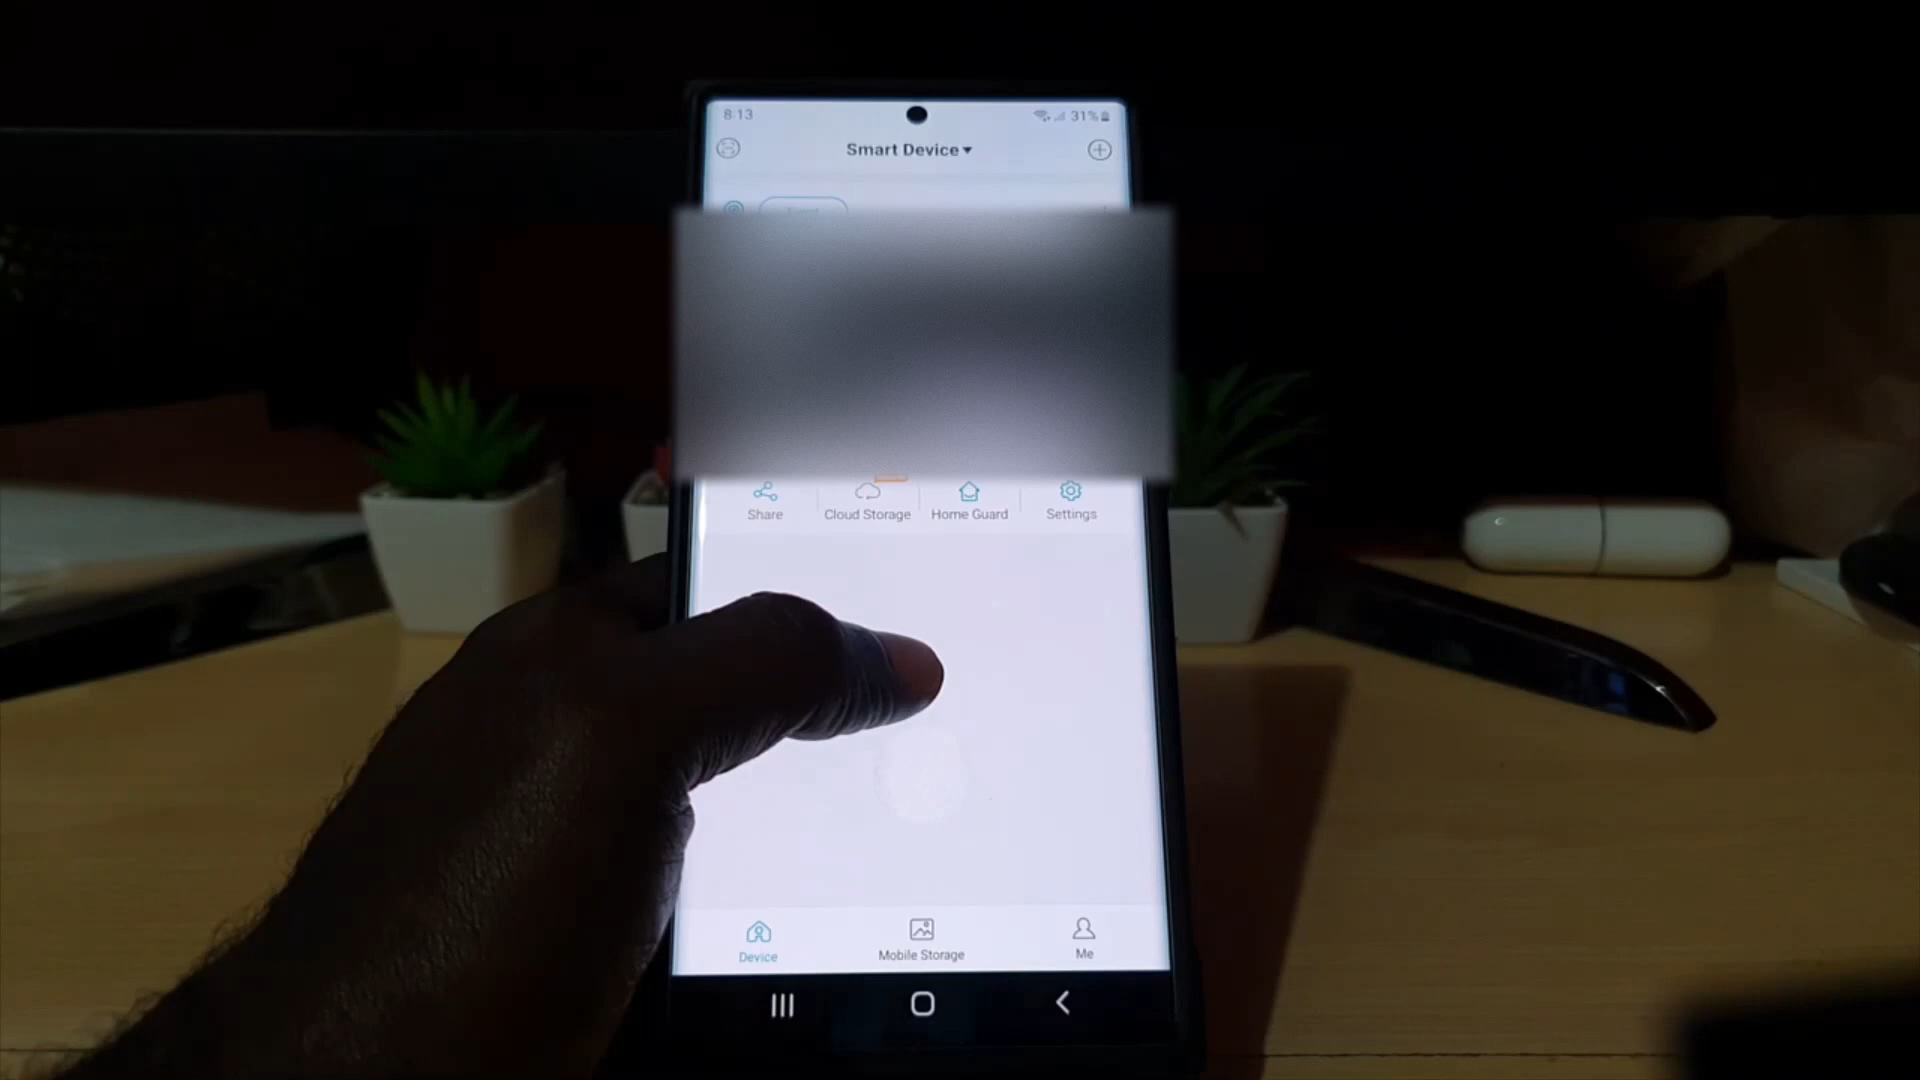 8:13
31%
Smart Device
Share
Cloud Storage
Home Guard
Settings
Device
Mobile Storage
Me